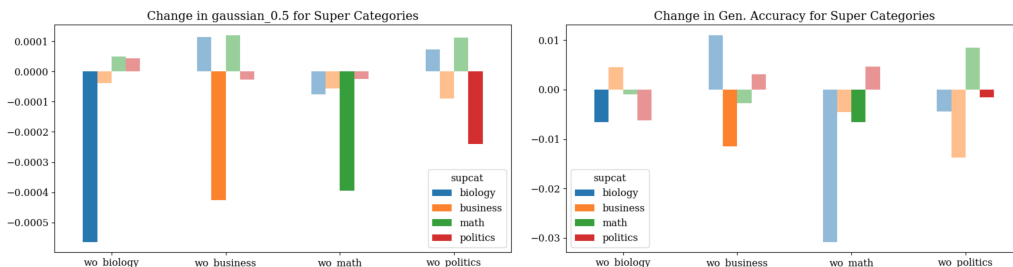 Change in gaussian_0.5 for Super Categories
0.0001
0.0000
−0.0001
−0.0002
−0.0003
−0.0004
−0.0005
supcat
biology
business
math
politics
wo_biology
wo_business
wo_math
wo_politics
Change in Gen. Accuracy for Super Categories
0.01
0.00
−0.01
−0.02
−0.03
supcat
biology
business
math
politics
wo_biology
wo_business
wo_math
wo_politics